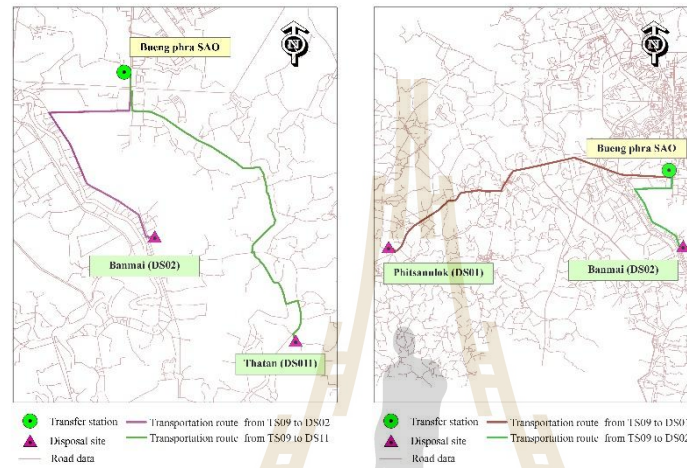 Bueng phra SAO
N
Banmai (DS02)
Thatan (DS011)
Transfer station
Transportation route from TS09 to DS02
Disposal site
Transportation route from TS09 to DS11
Road data
N
Bueng phra SAO
Phitsanulok (DS01)
Banmai (DS02)
Transfer station
Transportation route from TS09 to DS01
Disposal site
Transportation route from TS09 to DS02
Road data